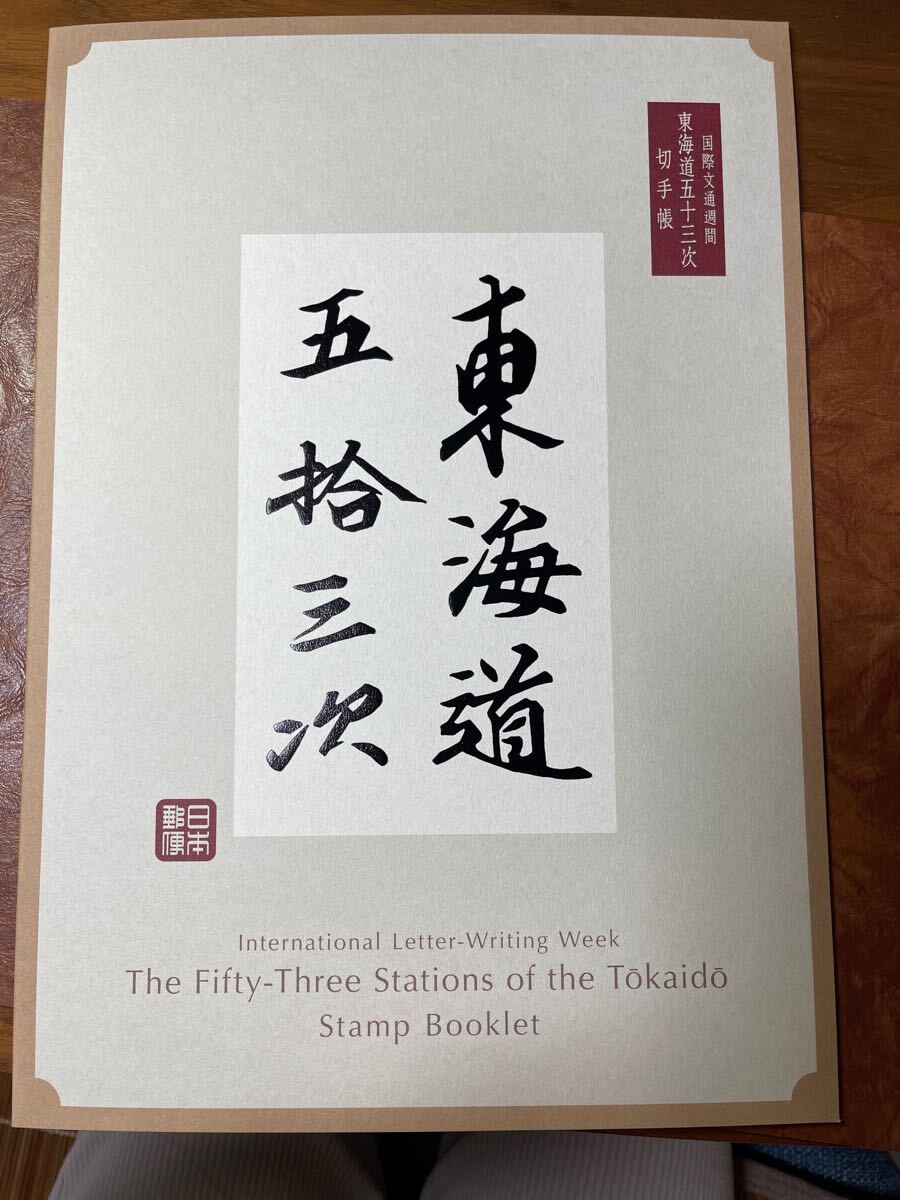 国際文通週間
東海道五十三次
切手帳
東海道
五拾三次
日本
郵便
International Letter-Writing Week
The Fifty-Three Stations of the Tōkaidō
Stamp Booklet